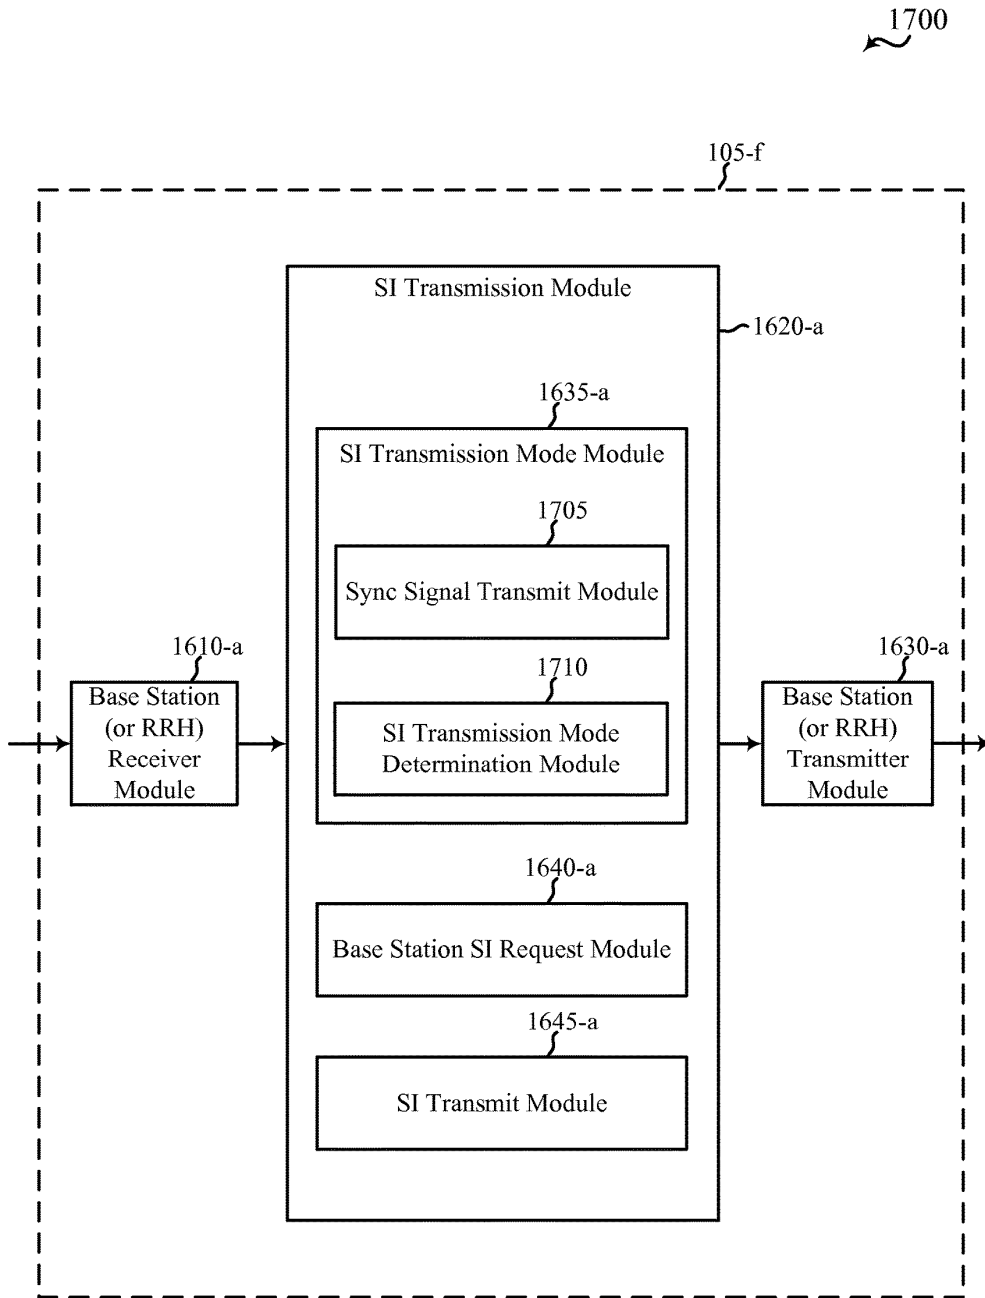 1700
105-f
SI Transmission Module
1620-a
1635-a
SI Transmission Mode Module
1705
Sync Signal Transmit Module
1610-a
Base Station
(or RRH)
Receiver
Module
1710
SI Transmission Mode
Determination Module
1630-a
Base Station
(or RRH)
Transmitter
Module
1640-a
Base Station SI Request Module
1645-a
SI Transmit Module